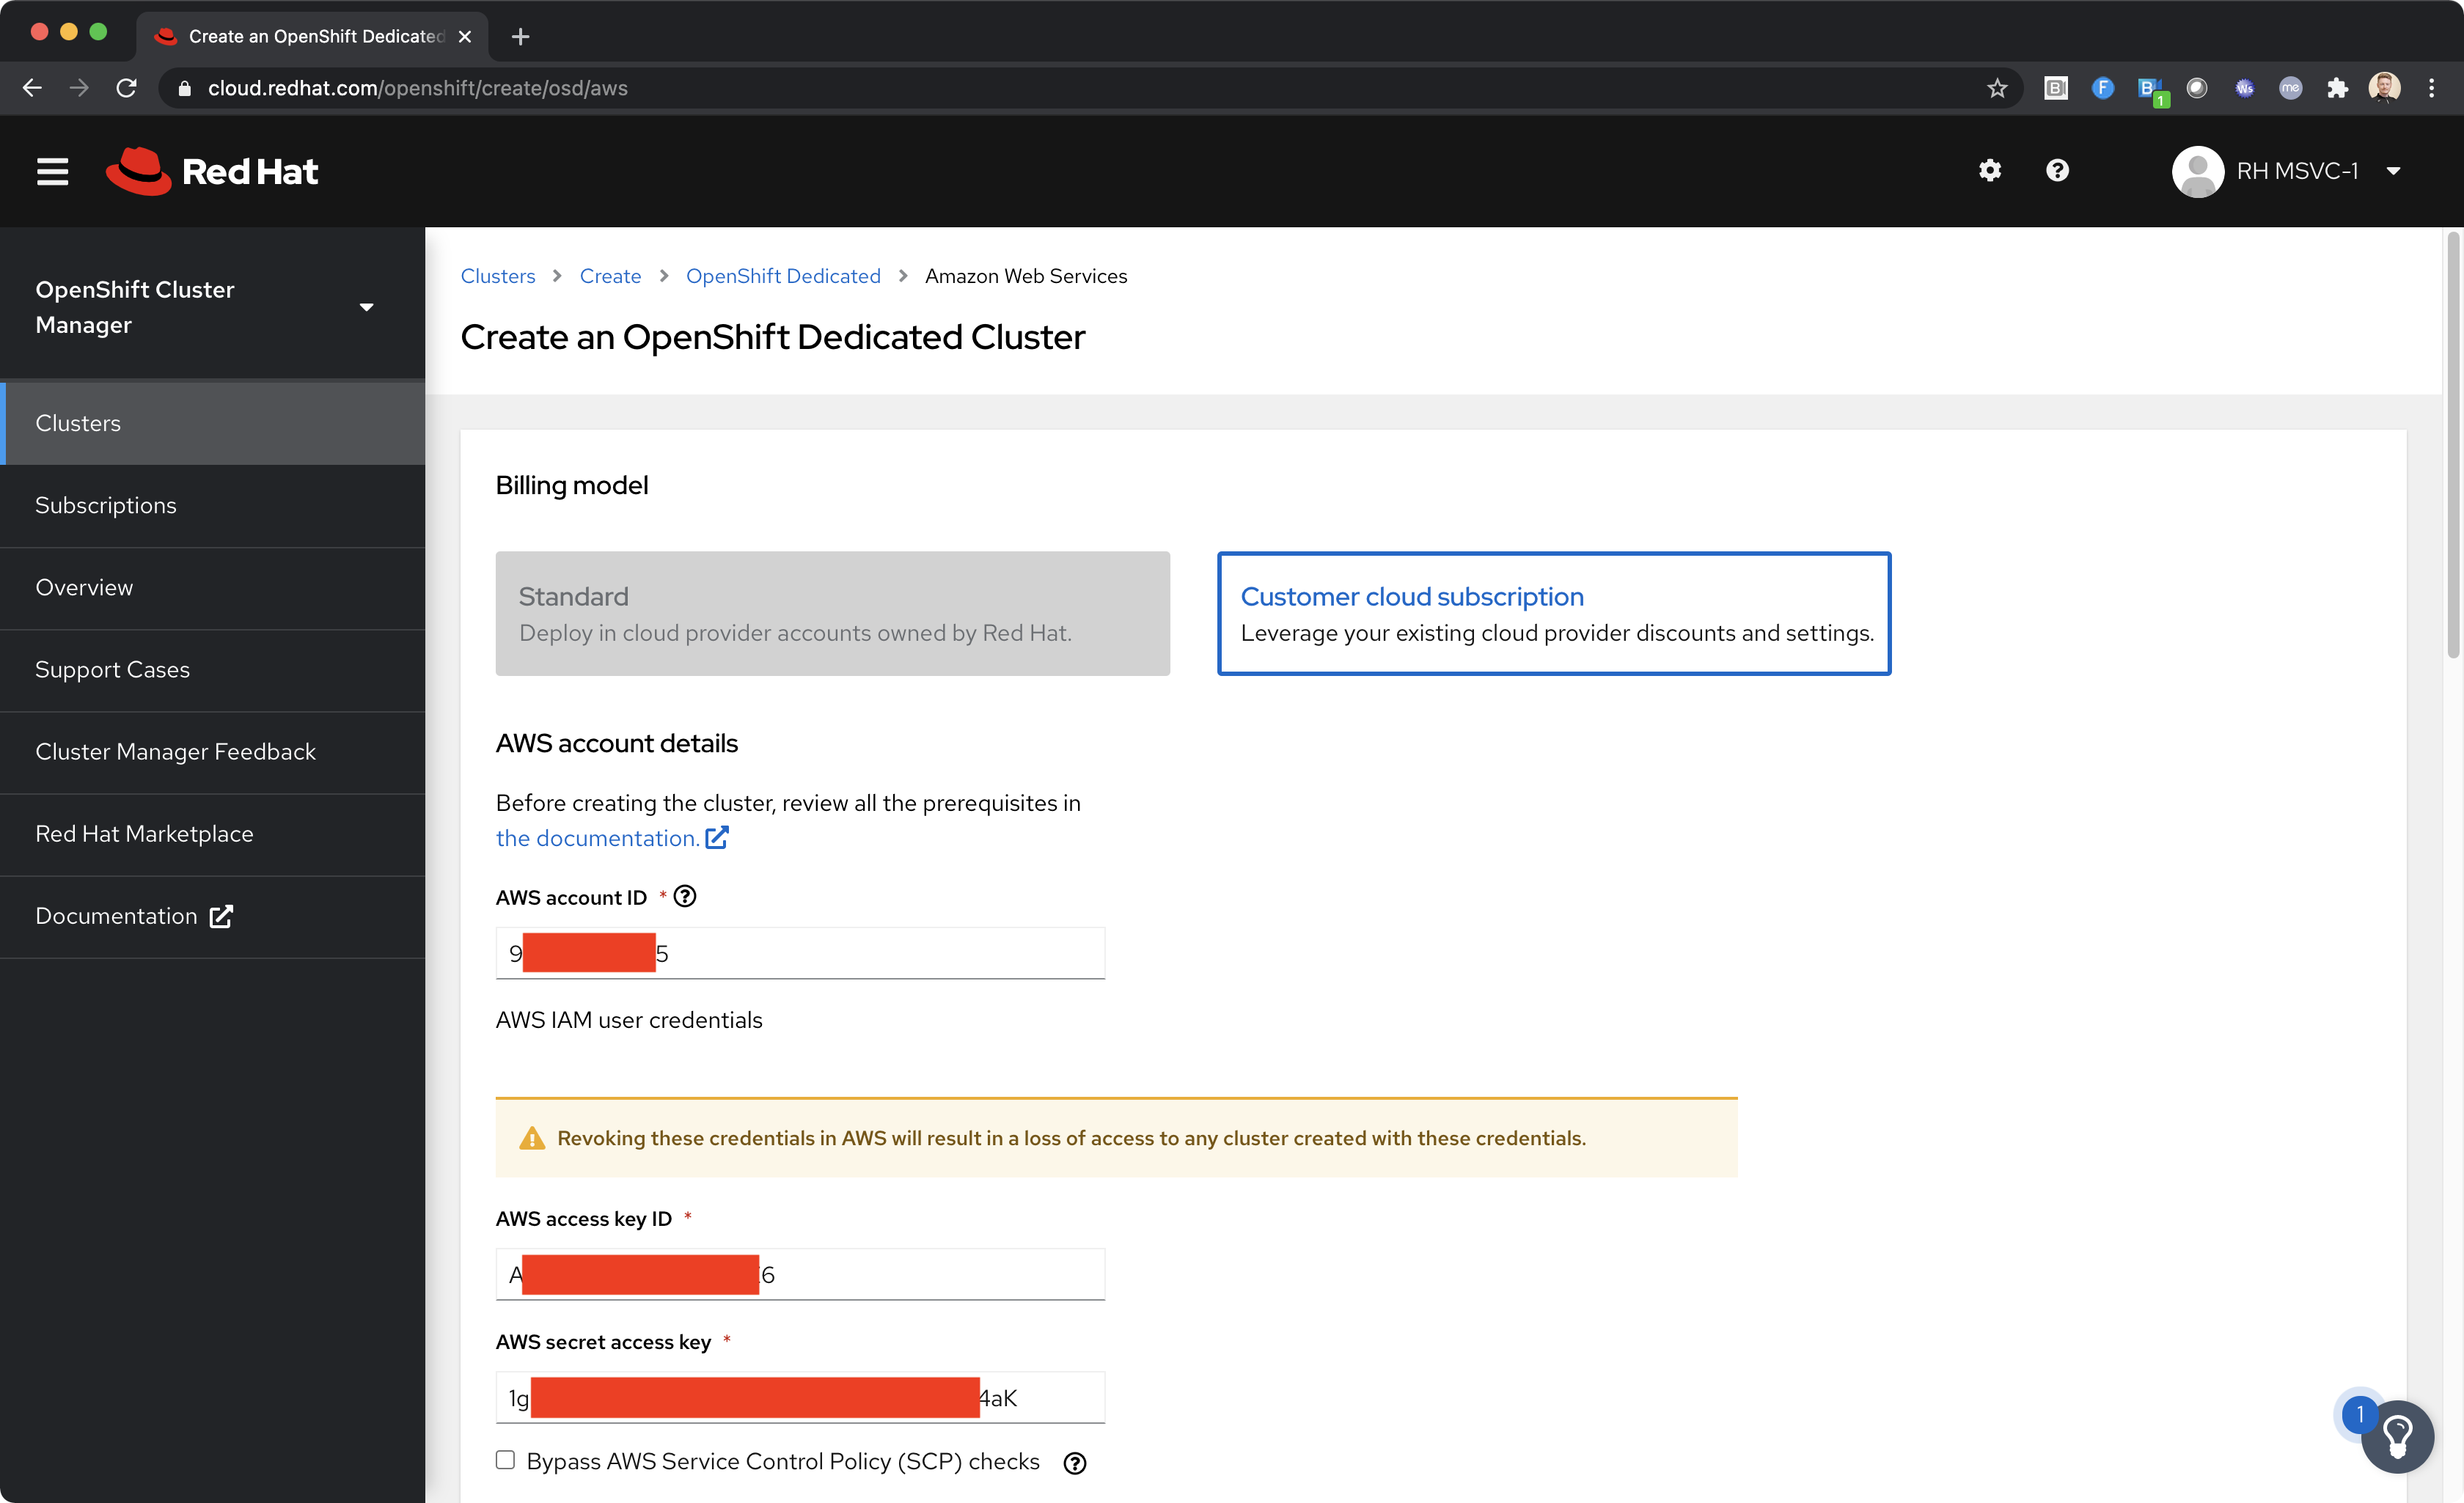 Create an OpenShift Dedicated
cloud.redhat.com/openshift/create/osd/aws
B
F
B
1
Ws
me
Red Hat
RH MSVC-1
OpenShift Cluster
Manager
Clusters
Subscriptions
Overview
Support Cases
Cluster Manager Feedback
Red Hat Marketplace
Documentation
Clusters > Create > OpenShift Dedicated > Amazon Web Services
Create an OpenShift Dedicated Cluster
Billing model
Standard
Deploy in cloud provider accounts owned by Red Hat.
Customer cloud subscription
Leverage your existing cloud provider discounts and settings.
AWS account details
Before creating the cluster, review all the prerequisites in
the documentation.
AWS account ID *
9 5
AWS IAM user credentials
Revoking these credentials in AWS will result in a loss of access to any cluster created with these credentials.
AWS access key ID *
A 6
AWS secret access key *
1g 4aK
Bypass AWS Service Control Policy (SCP) checks
1